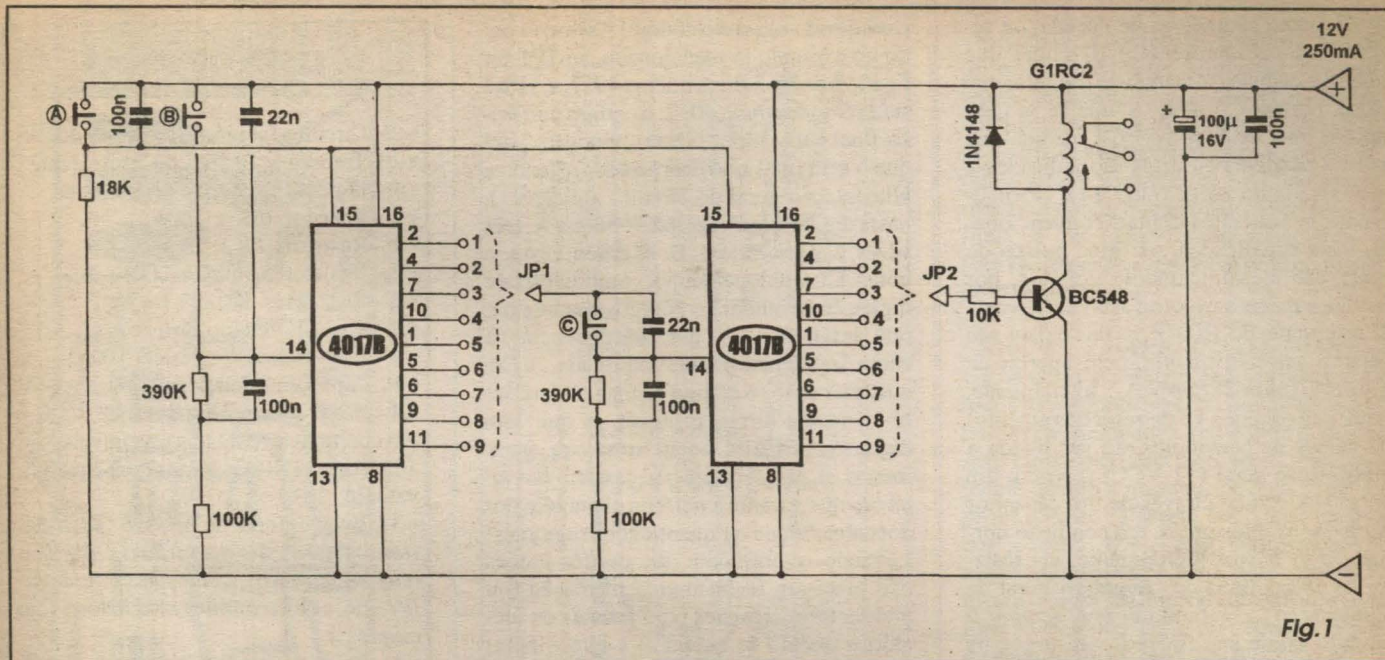 12V
250mA
G1RC2
A
100n
B
22n
1N4148
+
100µ
16V
100n
+
18K
15
16
15
16
2
1
4
2
7
3
10
4
1
5
5
6
6
7
9
8
11
9
14
4017B
JP1
C
22n
14
4017B
2
1
4
2
7
3
10
4
1
5
5
6
6
7
9
8
11
9
JP2
10K
BC548
390K
100n
390K
100n
13
8
13
8
100K
100K
−
Fig.1